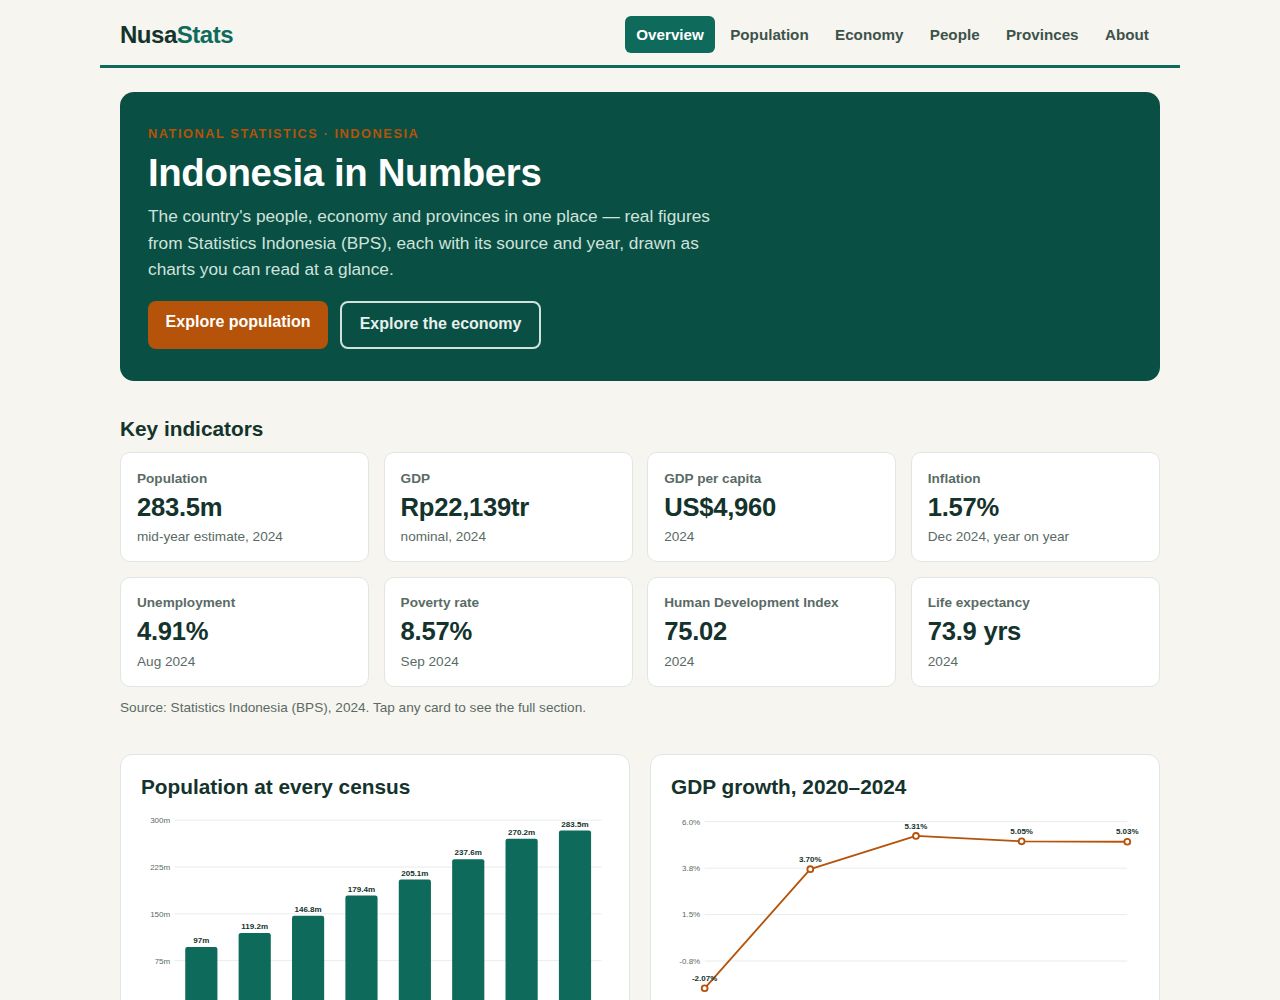 NusaStats
Overview Population Economy People Provinces About
NATIONAL STATISTICS · INDONESIA
Indonesia in Numbers
The country's people, economy and provinces in one place — real figures
from Statistics Indonesia (BPS), each with its source and year, drawn as
charts you can read at a glance.
Explore population Explore the economy
Key indicators
Population
283.5m
mid-year estimate, 2024
GDP
Rp22,139tr
nominal, 2024
GDP per capita
US$4,960
2024
Inflation
1.57%
Dec 2024, year on year
Unemployment
4.91%
Aug 2024
Poverty rate
8.57%
Sep 2024
Human Development Index
75.02
2024
Life expectancy
73.9 yrs
2024
Source: Statistics Indonesia (BPS), 2024. Tap any card to see the full section.
Population at every census
300m
225m
150m
75m
97m
119.2m
146.8m
179.4m
205.1m
237.6m
270.2m
283.5m
GDP growth, 2020–2024
6.0%
3.8%
1.5%
-0.8%
-2.07%
3.70%
5.31%
5.05%
5.03%